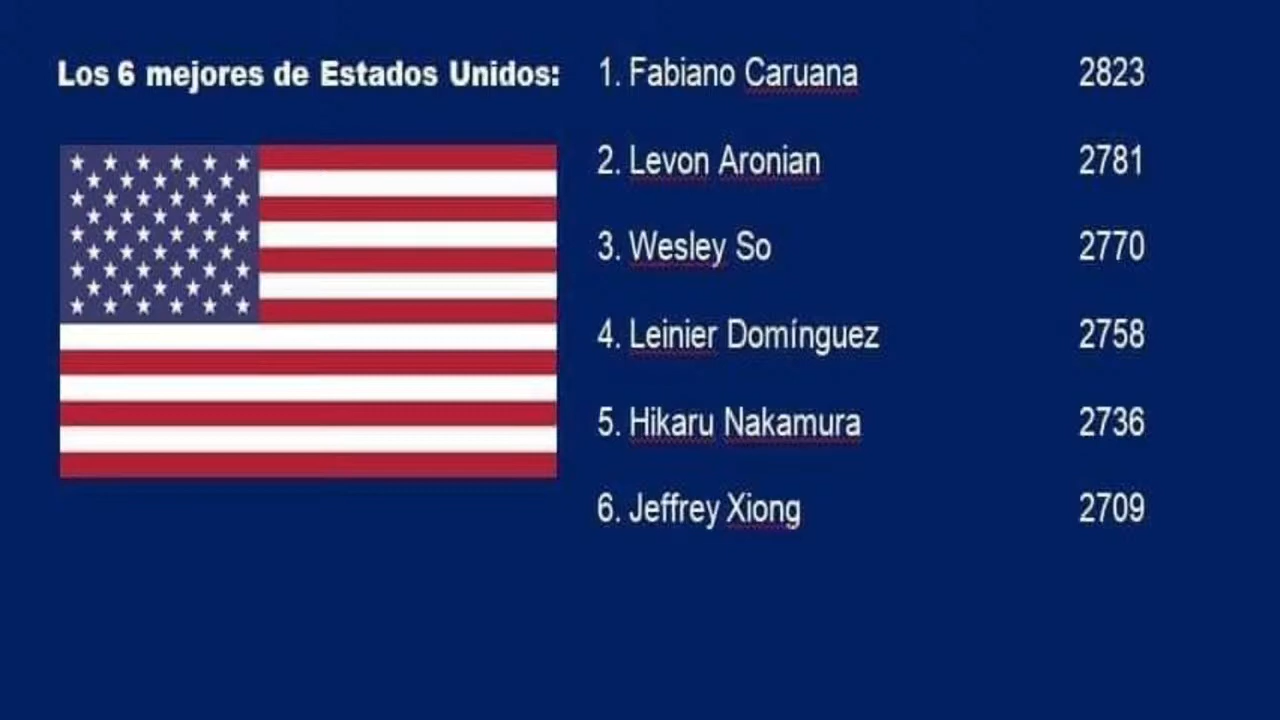 Los 6 mejores de Estados Unidos:
1. Fabiano Caruana 2823
2. Levon Aronian 2781
3. Wesley So 2770
4. Leinier Domínguez 2758
5. Hikaru Nakamura 2736
6. Jeffrey Xiong 2709